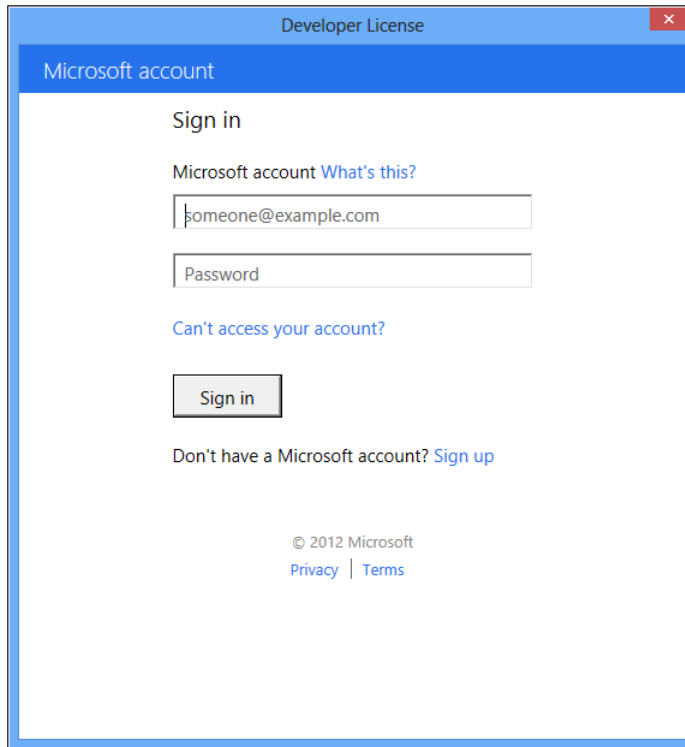 Developer License
Microsoft account
Sign in
Microsoft account What's this?
someone@example.com
Password
Can't access your account?
Sign in
Don't have a Microsoft account? Sign up
© 2012 Microsoft
Privacy | Terms